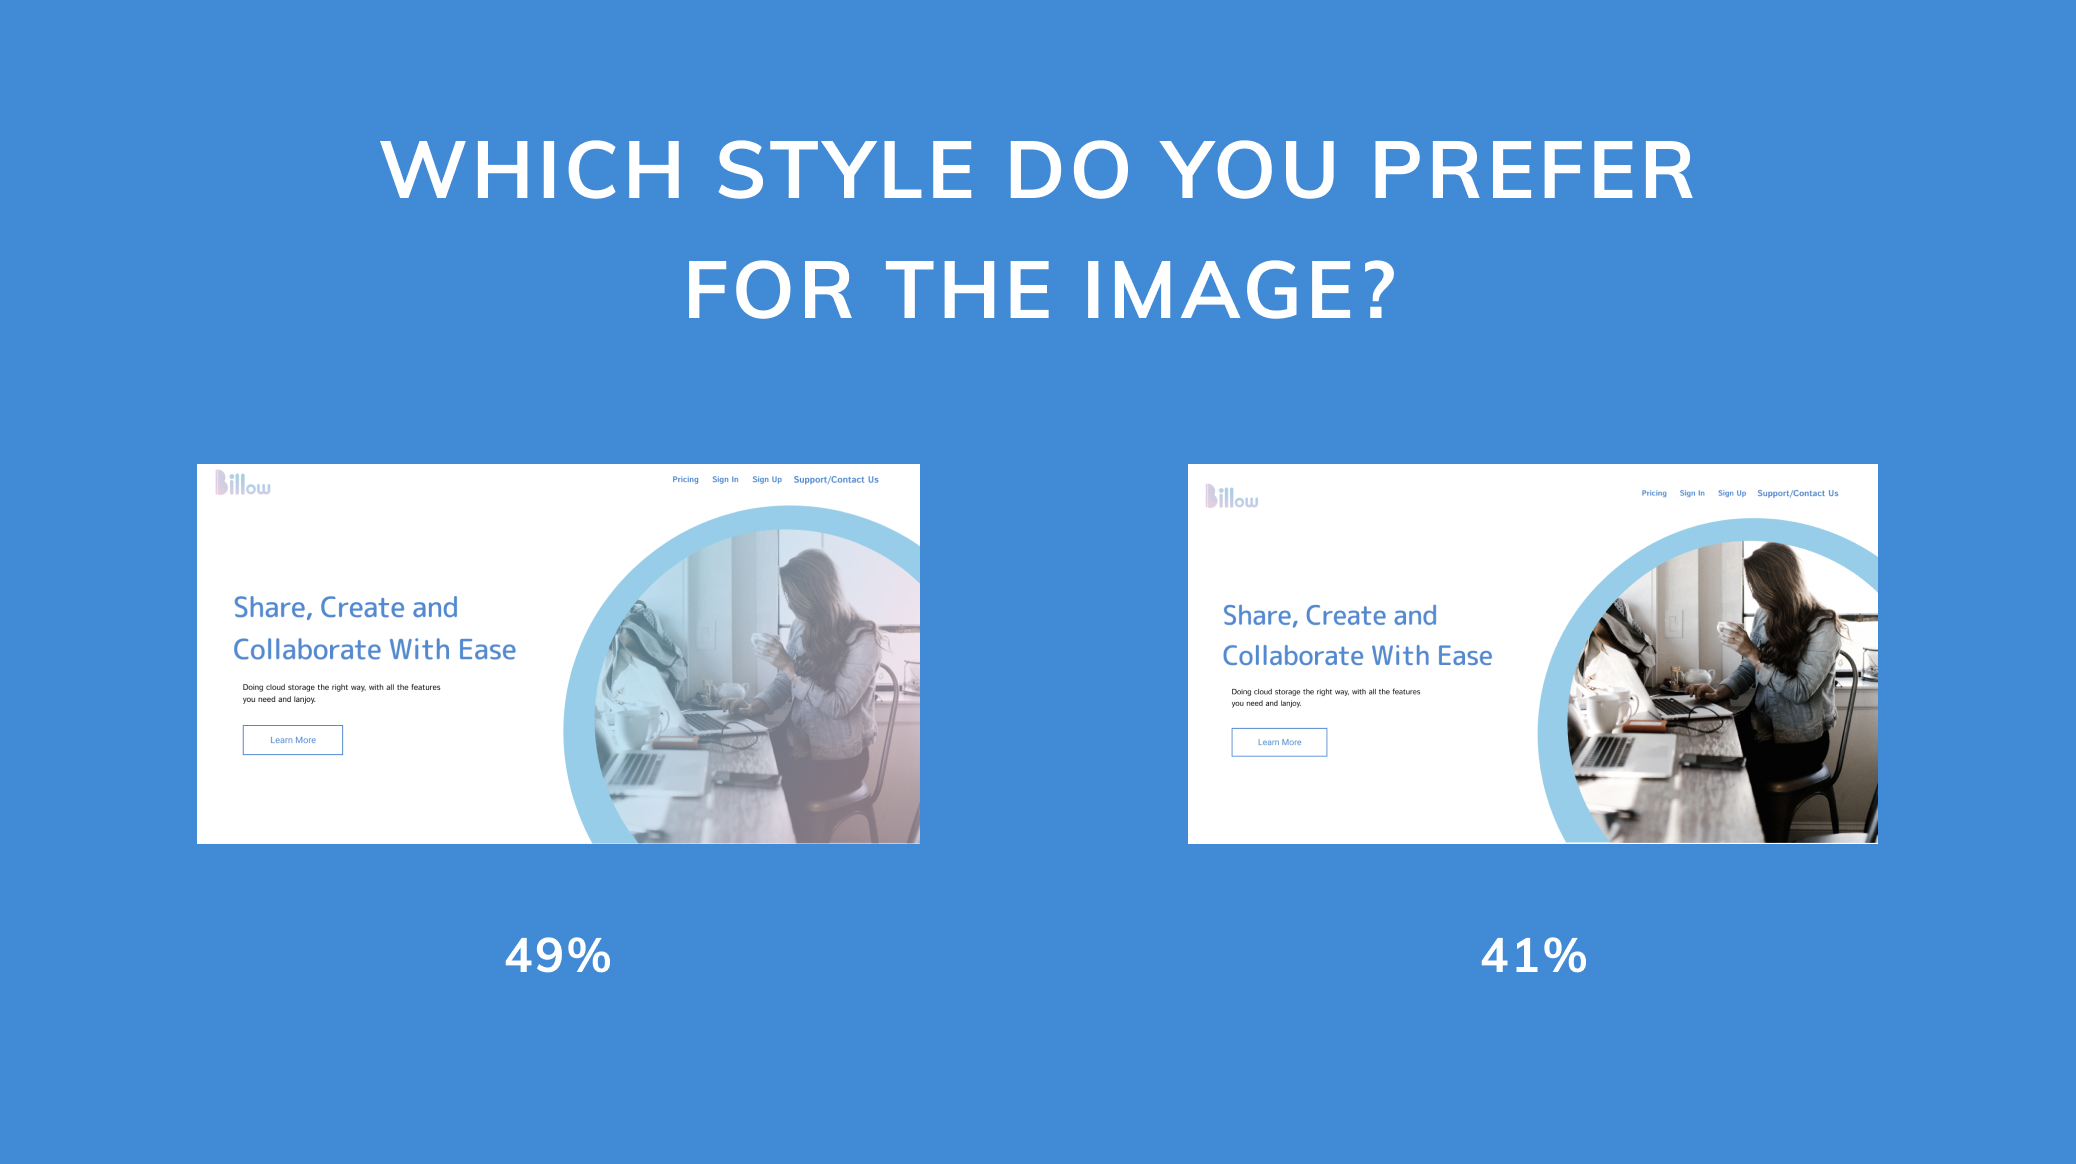 WHICH STYLE DO YOU PREFER
FOR THE IMAGE?
Billow
Pricing Sign In Sign Up Support/Contact Us
Share, Create and
Collaborate With Ease
Doing cloud storage the right way, with all the features
you need and lanjoy.
Learn More
49%
Billow
Pricing Sign In Sign Up Support/Contact Us
Share, Create and
Collaborate With Ease
Doing cloud storage the right way, with all the features
you need and lanjoy.
Learn More
41%